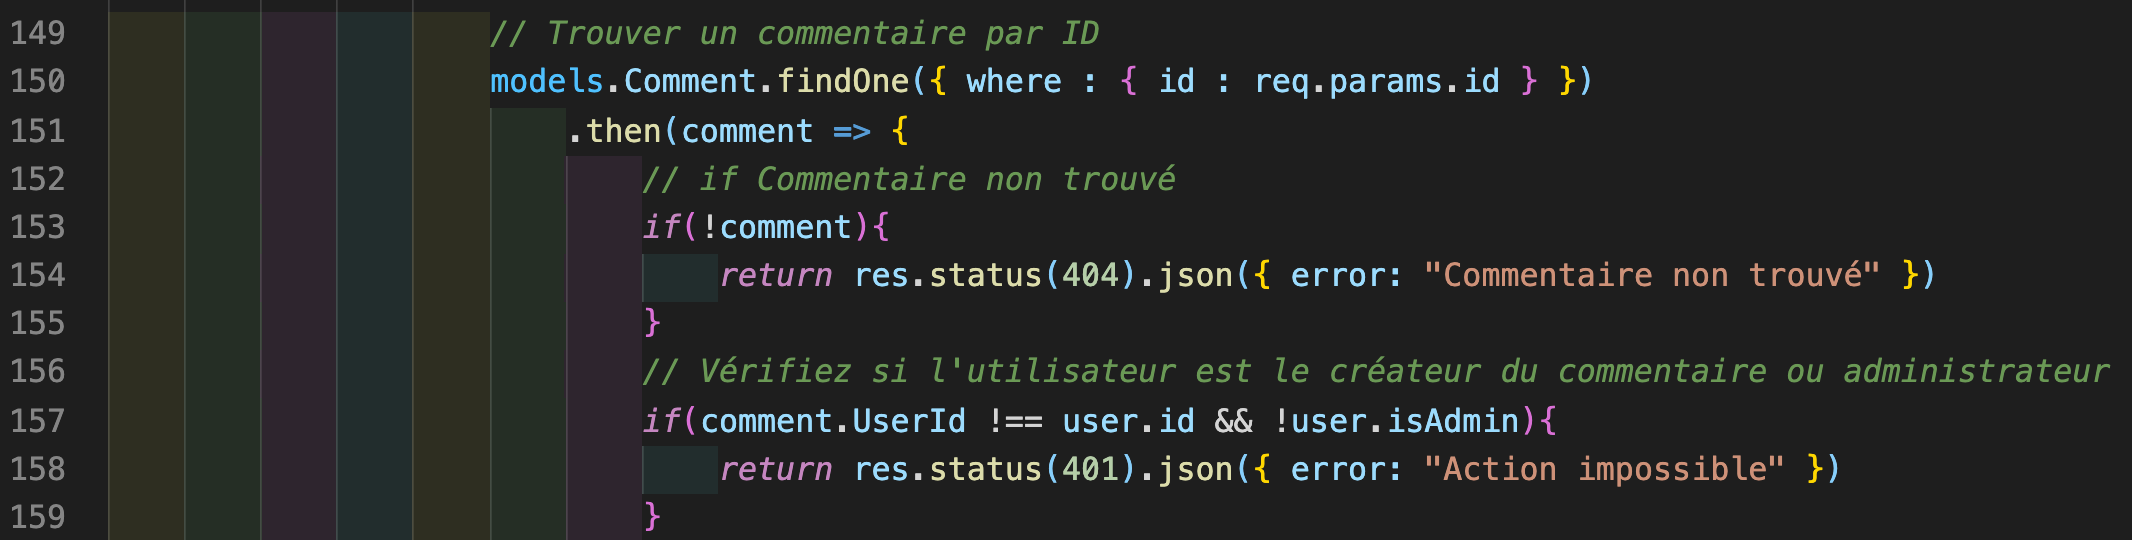 149 // Trouver un commentaire par ID
150 models.Comment.findOne({ where : { id : req.params.id } })
151 .then(comment => {
152 // if Commentaire non trouvé
153 if(!comment){
154 return res.status(404).json({ error: "Commentaire non trouvé" })
155 }
156 // Vérifiez si l'utilisateur est le créateur du commentaire ou administrateur
157 if(comment.UserId !== user.id && !user.isAdmin){
158 return res.status(401).json({ error: "Action impossible" })
159 }